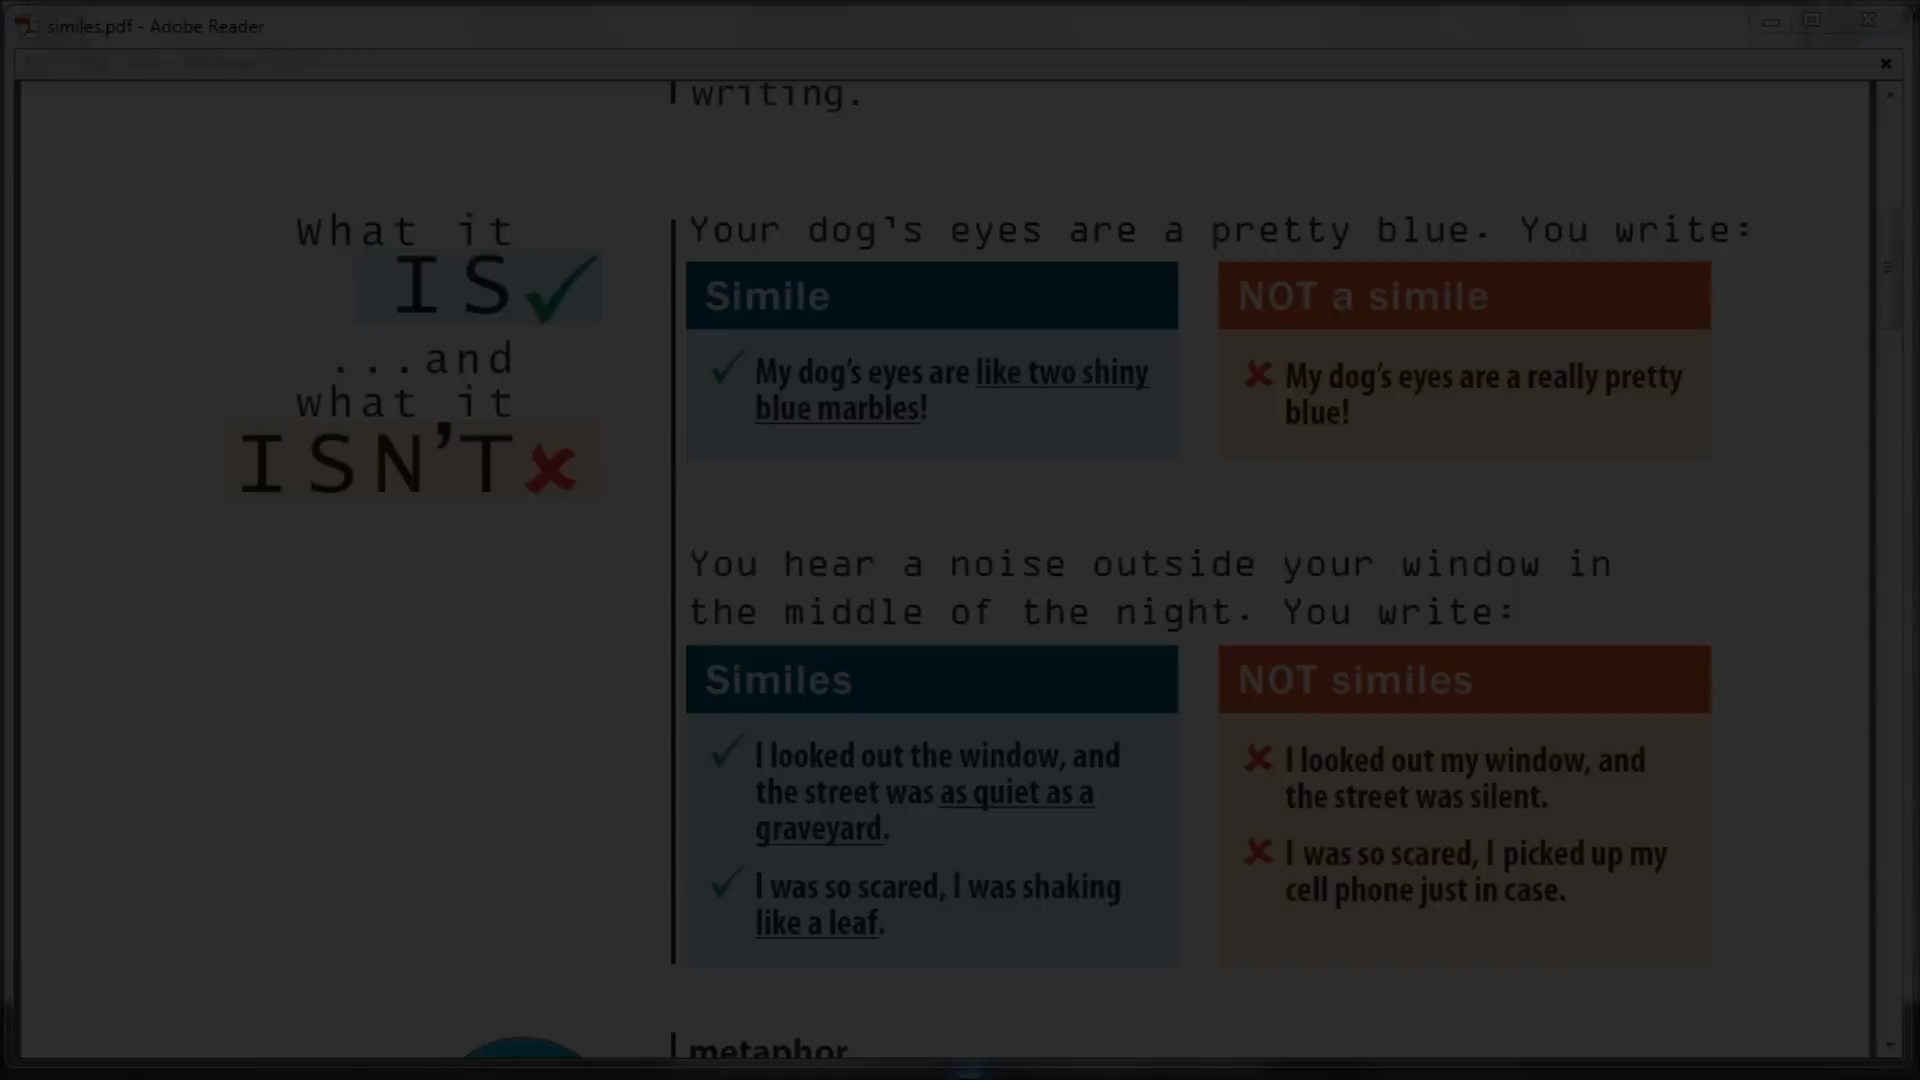 similes.pdf - Adobe Reader
writing.
What it
IS
...and
what it
ISN'T
Your dog's eyes are a pretty blue. You write:
Simile
My dog's eyes are like two shiny
blue marbles!
NOT a simile
My dog's eyes are a really pretty
blue!
You hear a noise outside your window in
the middle of the night. You write:
Similes
I looked out the window, and
the street was as quiet as a
graveyard.
I was so scared, I was shaking
like a leaf.
NOT similes
I looked out my window, and
the street was silent.
I was so scared, I picked up my
cell phone just in case.
metaphor